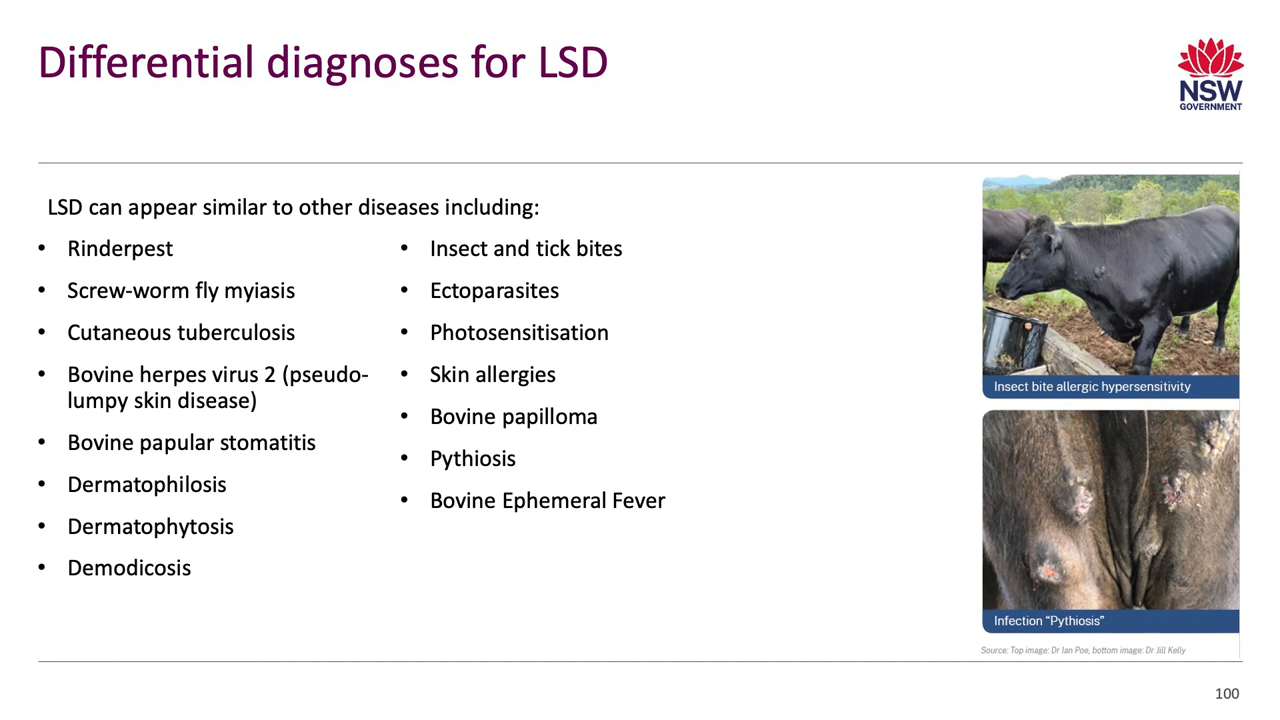 Differential diagnoses for LSD
NSW
GOVERNMENT
LSD can appear similar to other diseases including:
• Rinderpest
• Screw-worm fly myiasis
• Cutaneous tuberculosis
• Bovine herpes virus 2 (pseudo-
lumpy skin disease)
• Bovine papular stomatitis
• Dermatophilosis
• Dermatophytosis
• Demodicosis
• Insect and tick bites
• Ectoparasites
• Photosensitisation
• Skin allergies
• Bovine papilloma
• Pythiosis
• Bovine Ephemeral Fever
Insect bite allergic hypersensitivity
Infection “Pythiosis”
Source: Top image: Dr Ian Poe, bottom image: Dr Jill Kelly
100